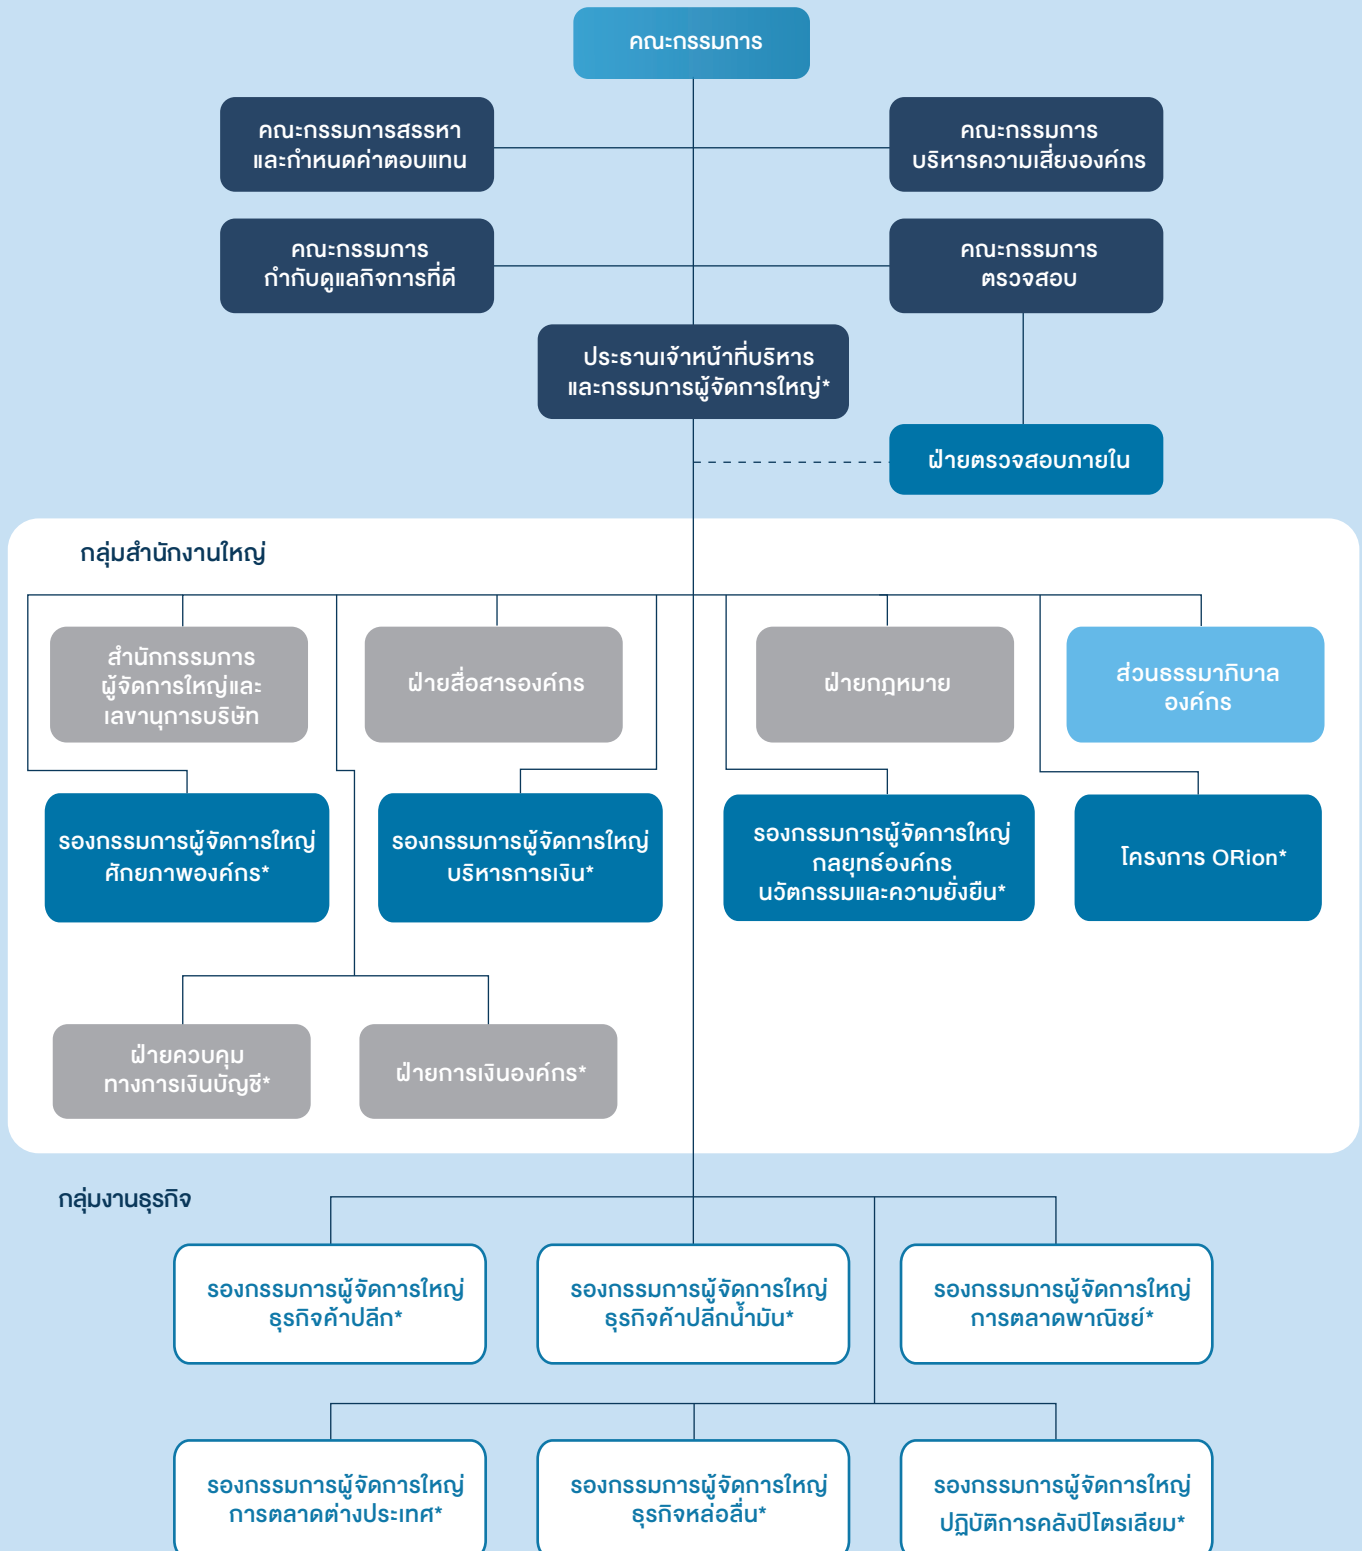 คณะกรรมการ
คณะกรรมการสรรหา
และกำหนดค่าตอบแทน
คณะกรรมการ
บริหารความเสี่ยงองค์กร
คณะกรรมการ
กำกับดูแลกิจการที่ดี
คณะกรรมการ
ตรวจสอบ
ประธานเจ้าหน้าที่บริหาร
และกรรมการผู้จัดการใหญ่*
ฝ่ายตรวจสอบภายใน
กลุ่มสำนักงานใหญ่
สำนักกรรมการ
ผู้จัดการใหญ่และ
เลขานุการบริษัท
ฝ่ายสื่อสารองค์กร
ฝ่ายกฎหมาย
ส่วนธรรมาภิบาล
องค์กร
รองกรรมการผู้จัดการใหญ่
ศักยภาพองค์กร*
รองกรรมการผู้จัดการใหญ่
บริหารการเงิน*
รองกรรมการผู้จัดการใหญ่
กลยุทธ์องค์กร
นวัตกรรมและความยั่งยืน*
โครงการ ORion*
ฝ่ายควบคุม
ทางการเงินบัญชี*
ฝ่ายการเงินองค์กร*
กลุ่มงานธุรกิจ
รองกรรมการผู้จัดการใหญ่
ธุรกิจค้าปลีก*
รองกรรมการผู้จัดการใหญ่
ธุรกิจค้าปลีกน้ำมัน*
รองกรรมการผู้จัดการใหญ่
การตลาดพาณิชย์*
รองกรรมการผู้จัดการใหญ่
การตลาดต่างประเทศ*
รองกรรมการผู้จัดการใหญ่
ธุรกิจหล่อลื่น*
รองกรรมการผู้จัดการใหญ่
ปฏิบัติการคลังปิโตรเลียม*